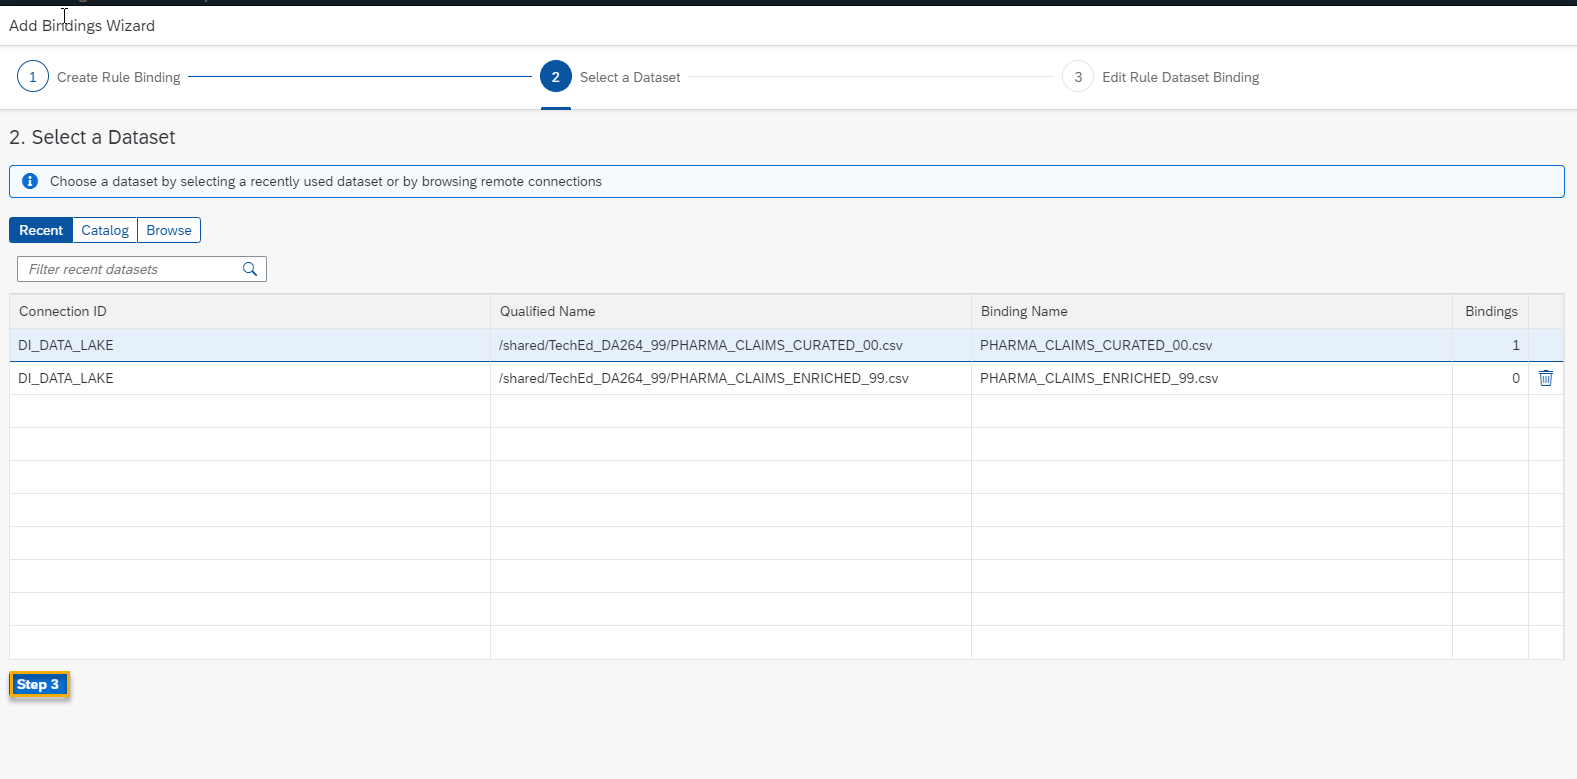 Add Bindings Wizard
1 Create Rule Binding 2 Select a Dataset 3 Edit Rule Dataset Binding
2. Select a Dataset
Choose a dataset by selecting a recently used dataset or by browsing remote connections
Recent Catalog Browse
Filter recent datasets
Connection ID Qualified Name Binding Name Bindings
DI_DATA_LAKE /shared/TechEd_DA264_99/PHARMA_CLAIMS_CURATED_00.csv PHARMA_CLAIMS_CURATED_00.csv 1
DI_DATA_LAKE /shared/TechEd_DA264_99/PHARMA_CLAIMS_ENRICHED_99.csv PHARMA_CLAIMS_ENRICHED_99.csv 0
Step 3